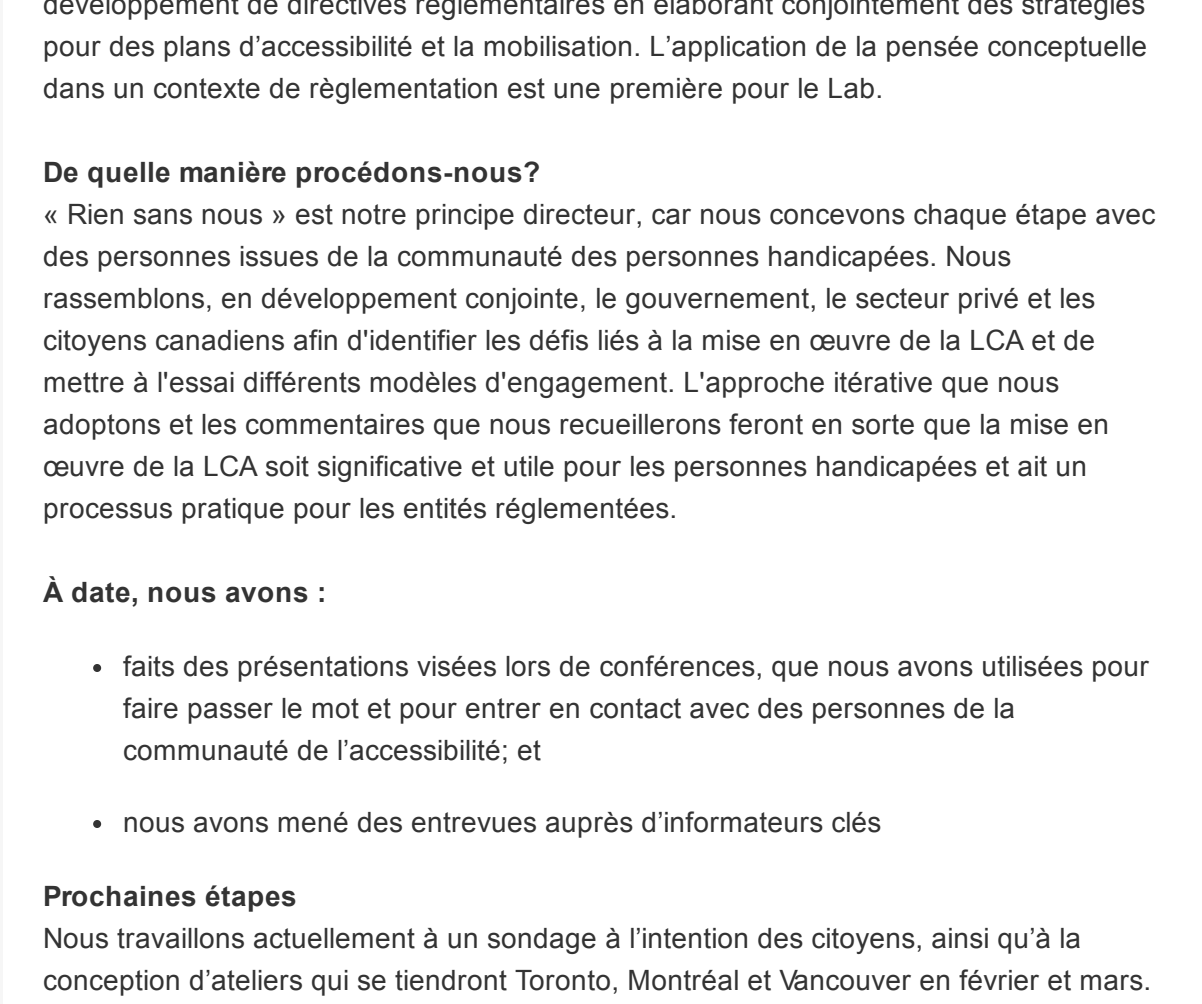 développement de directives réglementaires en élaborant conjointement des stratégies
pour des plans d’accessibilité et la mobilisation. L’application de la pensée conceptuelle
dans un contexte de règlementation est une première pour le Lab.
De quelle manière procédons-nous?
« Rien sans nous » est notre principe directeur, car nous concevons chaque étape avec
des personnes issues de la communauté des personnes handicapées. Nous
rassemblons, en développement conjointe, le gouvernement, le secteur privé et les
citoyens canadiens afin d'identifier les défis liés à la mise en œuvre de la LCA et de
mettre à l'essai différents modèles d'engagement. L'approche itérative que nous
adoptons et les commentaires que nous recueillerons feront en sorte que la mise en
œuvre de la LCA soit significative et utile pour les personnes handicapées et ait un
processus pratique pour les entités réglementées.
À date, nous avons :
• faits des présentations visées lors de conférences, que nous avons utilisées pour
faire passer le mot et pour entrer en contact avec des personnes de la
communauté de l’accessibilité; et
• nous avons mené des entrevues auprès d’informateurs clés
Prochaines étapes
Nous travaillons actuellement à un sondage à l’intention des citoyens, ainsi qu’à la
conception d’ateliers qui se tiendront Toronto, Montréal et Vancouver en février et mars.